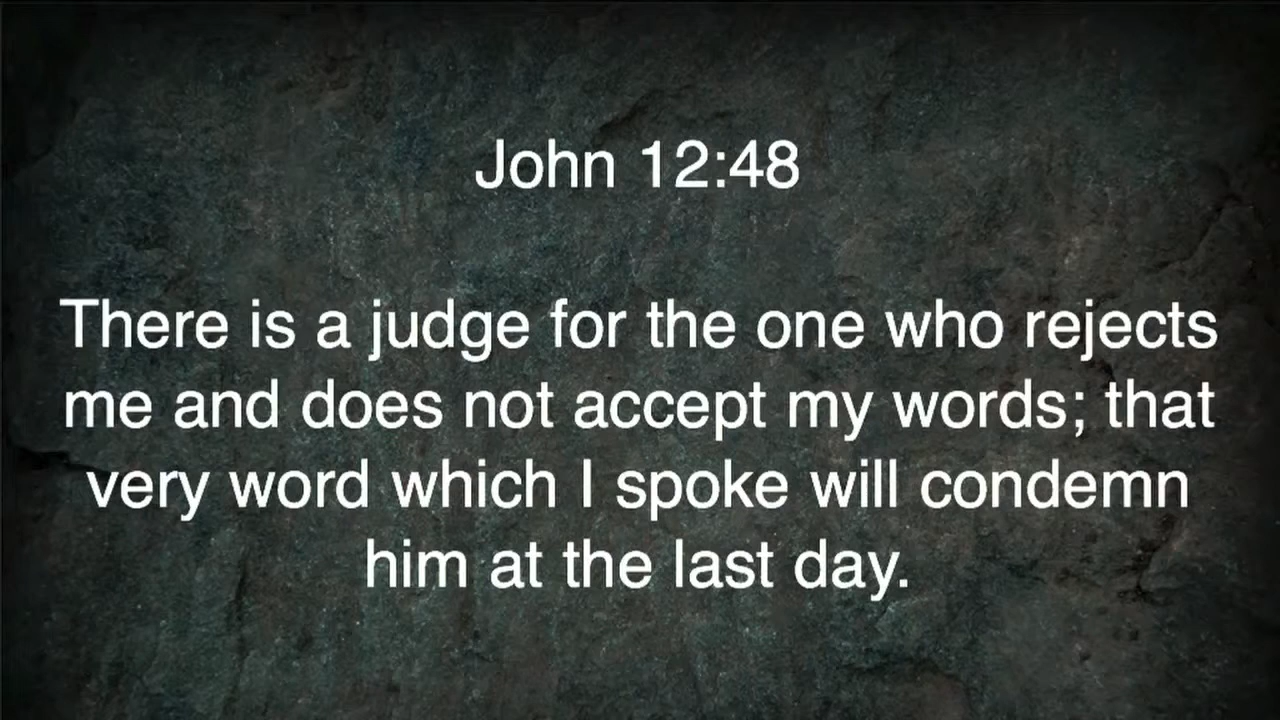 John 12:48
There is a judge for the one who rejects
me and does not accept my words; that
very word which I spoke will condemn
him at the last day.